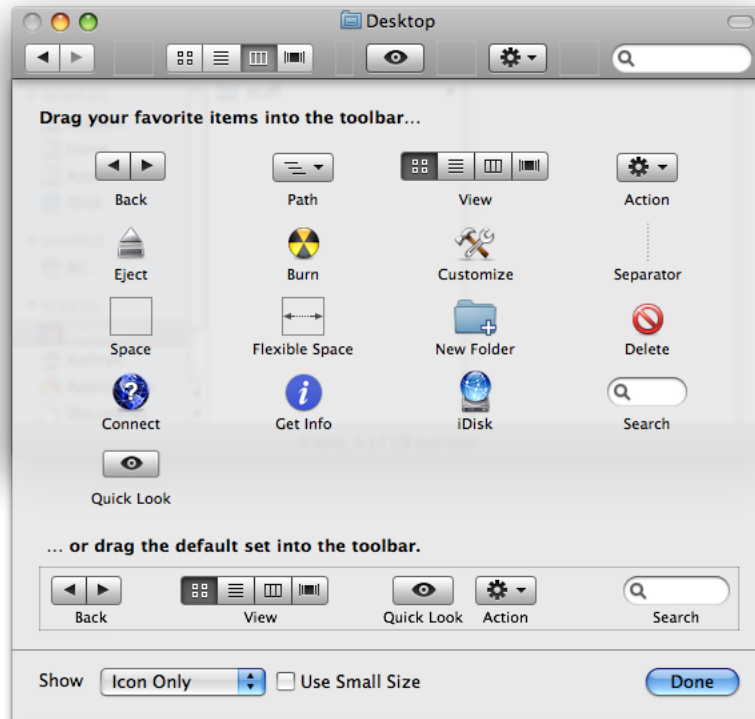 Desktop
Drag your favorite items into the toolbar...
Back Path View Action
Eject Burn Customize Separator
Space Flexible Space New Folder Delete
Connect Get Info iDisk Search
Quick Look
... or drag the default set into the toolbar.
Back View Quick Look Action Search
Show Icon Only Use Small Size Done